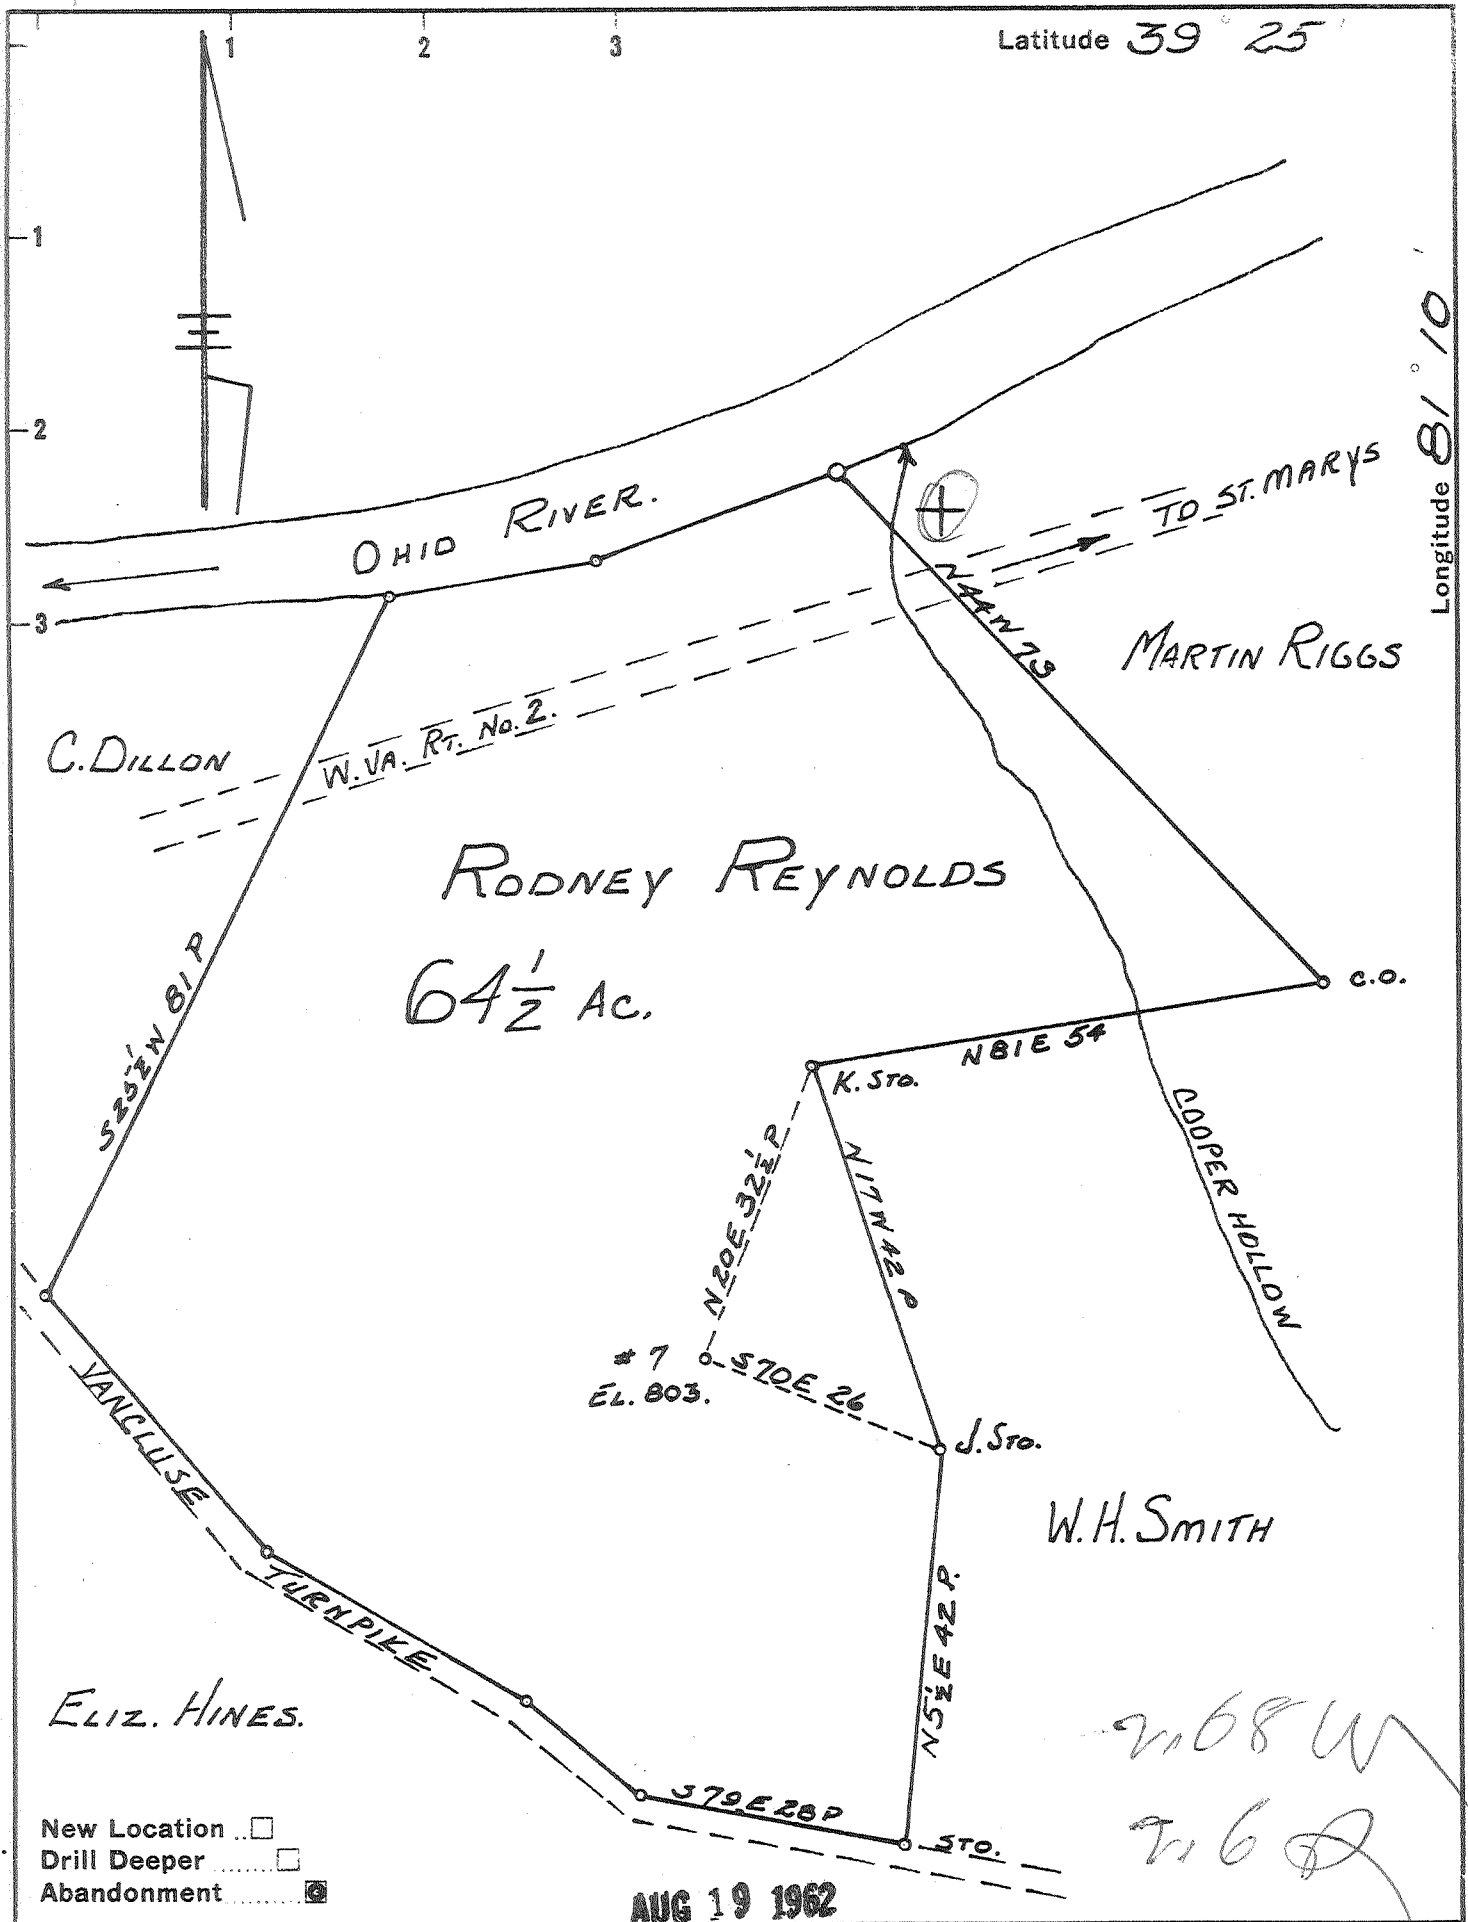 1 2 3
Latitude 39° 25'
1
2
3
Longitude 81° 10'
OHIO RIVER.
TO ST. MARYS
N44W 73
MARTIN RIGGS
C. DILLON
W. VA. RT. NO. 2.
RODNEY REYNOLDS
64 1/2 AC.
S25 1/2 W 81 P
C.O.
N81E 54
K. STO.
COOPER HOLLOW
N20E 32 1/2 P
N17W 42 P
# 7
EL. 803.
S70E 26
J. STO.
VANCLUSE
TURNPIKE
W. H. SMITH
N5 1/2 E 42 P.
ELIZ. HINES.
S79E 28P
STO.
New Location
Drill Deeper
Abandonment
AUG 19 1962